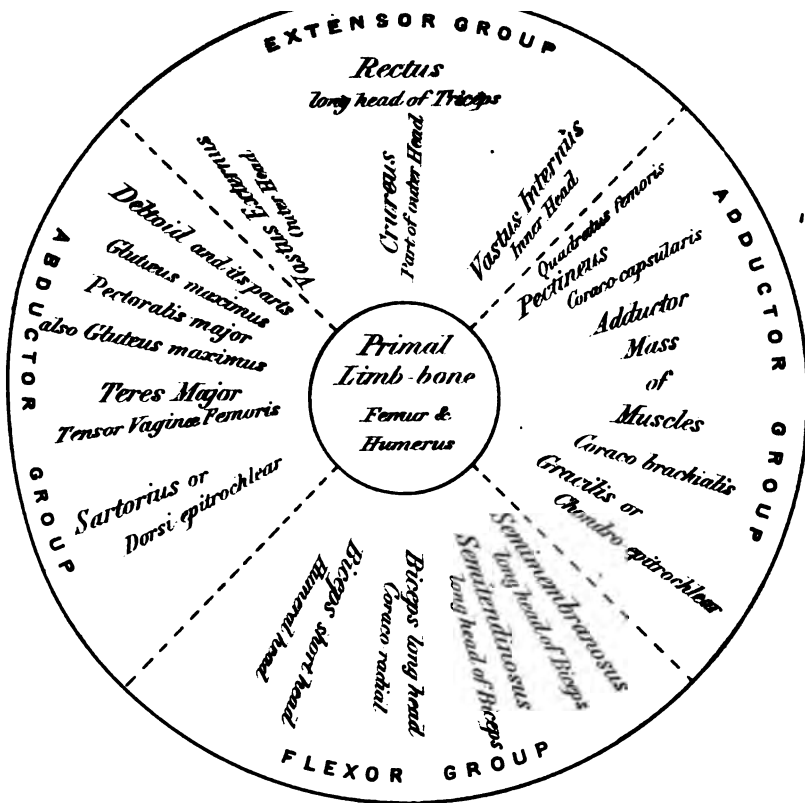 EXTENSOR GROUP
Rectus
long head of Triceps
Vastus Externus
Outer Head.
Crureus
Part of outer Head
Vastus Internus
Inner Head
ADDUCTOR GROUP
Quadratus femoris
Pectineus
Coraco capsularis
Adductor
Mass
of
Muscles
Coraco brachialis
Gracilis or
Chondro epitrochlear
FLEXOR GROUP
Semimembranosus
long head of Biceps
Semitendinosus
long head of Biceps
Biceps long head
Coraco radial
Biceps short head
Humeral head
ABDUCTOR GROUP
Deltoid and its parts
Gluteus maximus
Pectoralis major
also Gluteus maximus
Teres Major
Tensor Vaginæ Femoris
Sartorius or
Dorsi epitrochlear
Primal
Limb-bone
Femur &
Humerus